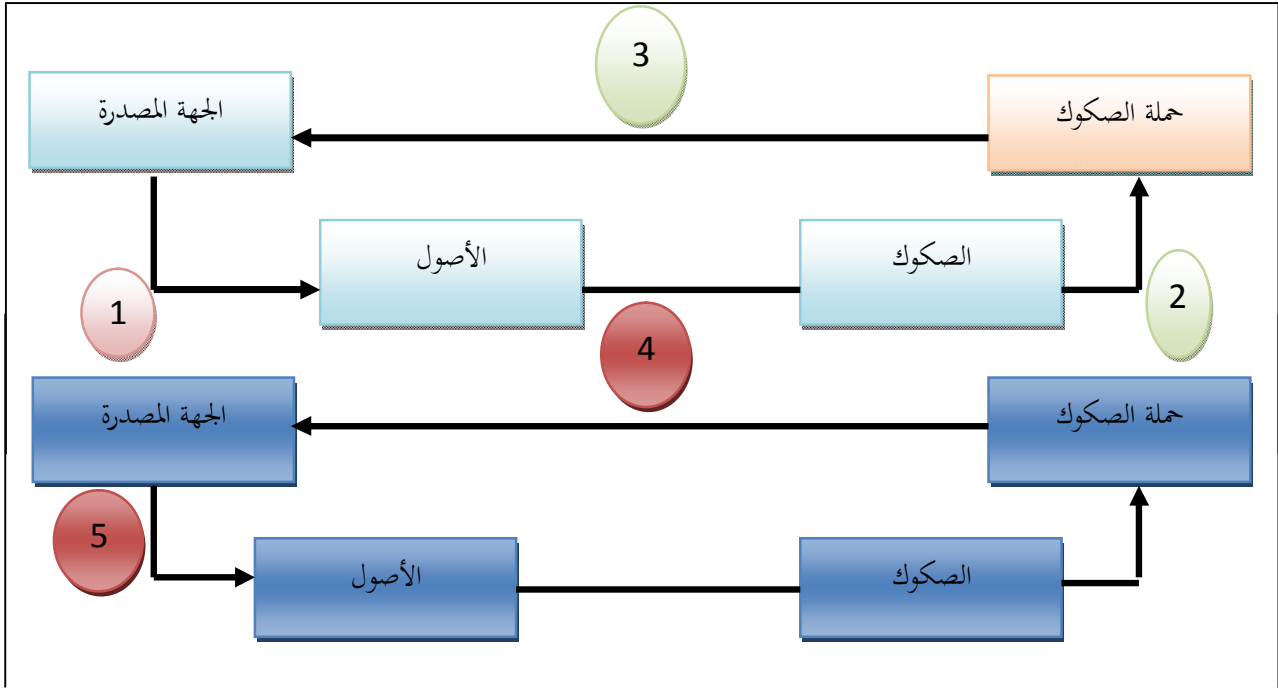 3
حملة الصكوك
الجهة المصدرة
الصكوك
الأصول
2
1
4
حملة الصكوك
الجهة المصدرة
5
الصكوك
الأصول